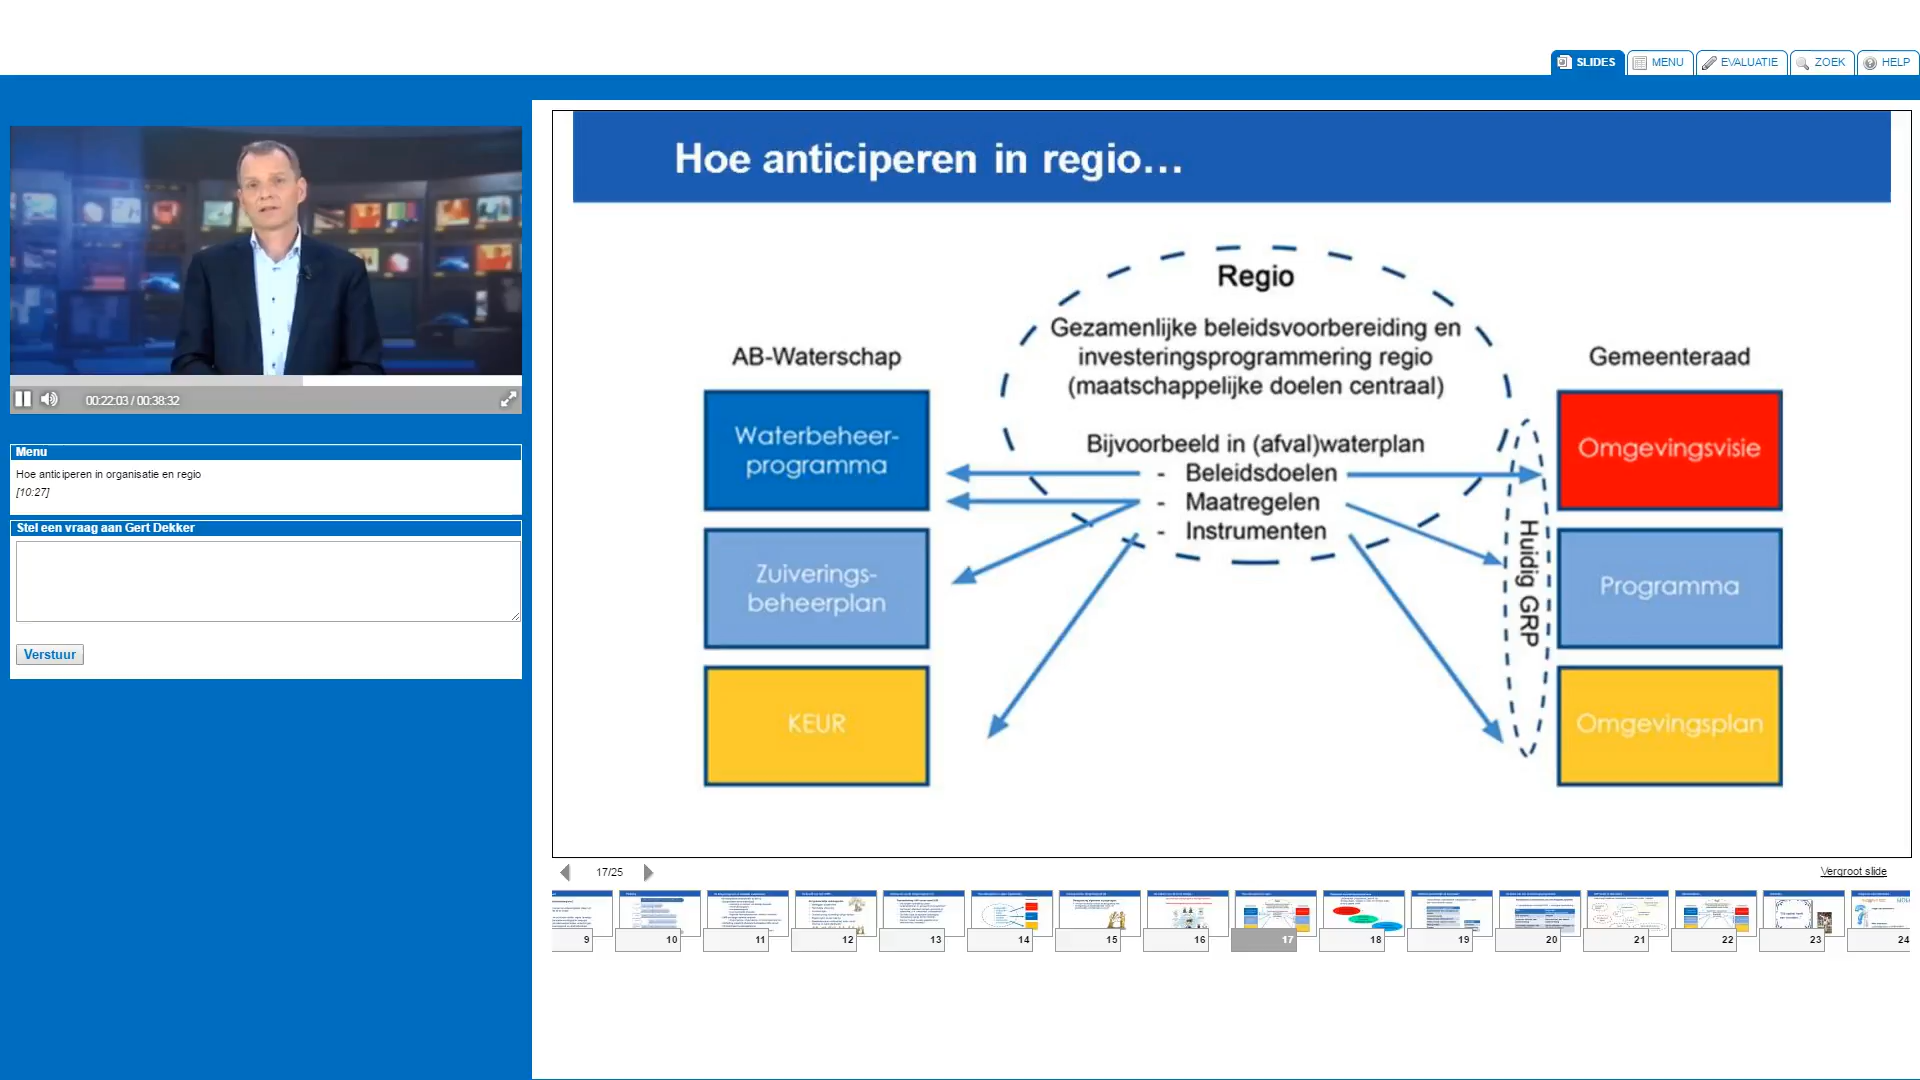 SLIDES
MENU
EVALUATIE
ZOEK
HELP
00:22:03 / 00:38:32
Menu
Hoe anticiperen in organisatie en regio
[10:27]
Stel een vraag aan Gert Dekker
Verstuur
Hoe anticiperen in regio...
Regio
Gezamenlijke beleidsvoorbereiding en
investeringsprogrammering regio
(maatschappelijke doelen centraal)
Bijvoorbeeld in (afval)waterplan
- Beleidsdoelen
- Maatregelen
- Instrumenten
AB-Waterschap
Waterbeheer-
programma
Zuiverings-
beheerplan
KEUR
Huidig GRP
Gemeenteraad
Omgevingsvisie
Programma
Omgevingsplan
17/25
Vergroot slide
9
10
11
12
13
14
15
16
17
18
19
20
21
22
23
24